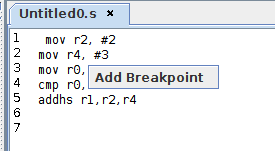 Untitled0.s ×
1 mov r2, #2
2 mov r4, #3
3 mov r0,
Add Breakpoint
4 cmp r0,
5 addhs r1,r2,r4
6
7